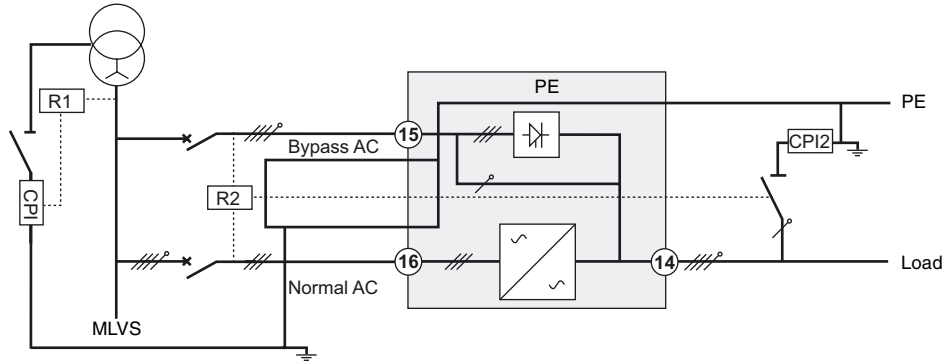 PE
R1
PE
15
Bypass AC
CPI2
CPI
R2
16
14
Normal AC
Load
MLVS